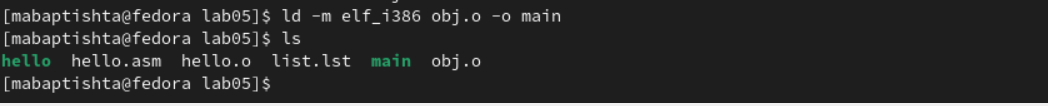 [mabaptishta@fedora lab05]$ ld -m elf_i386 obj.o -o main
[mabaptishta@fedora lab05]$ ls
hello  hello.asm  hello.o  list.lst  main  obj.o
[mabaptishta@fedora lab05]$